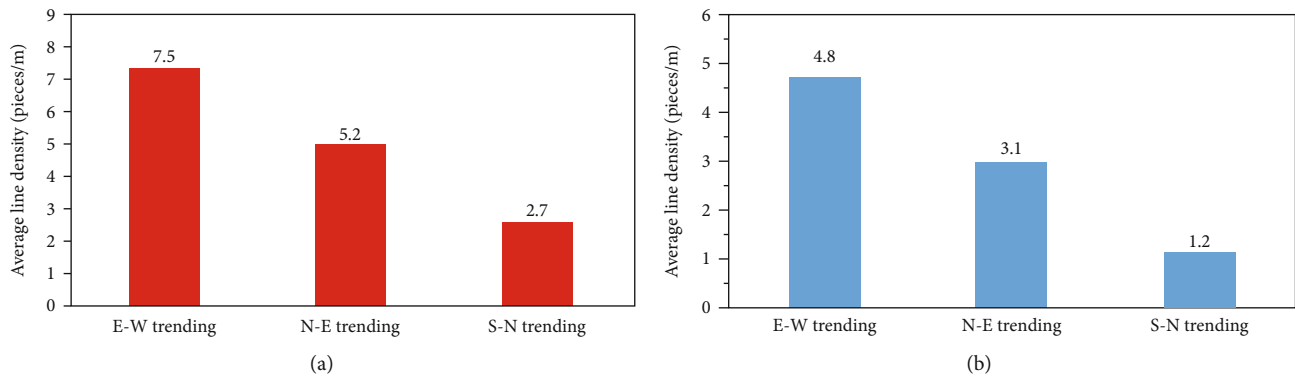 Average line density (pieces/m)
9
8
7
6
5
4
3
2
1
0
7.5
5.2
2.7
E-W trending
N-E trending
S-N trending
(a)
Average line density (pieces/m)
6
5
4
3
2
1
0
4.8
3.1
1.2
E-W trending
N-E trending
S-N trending
(b)